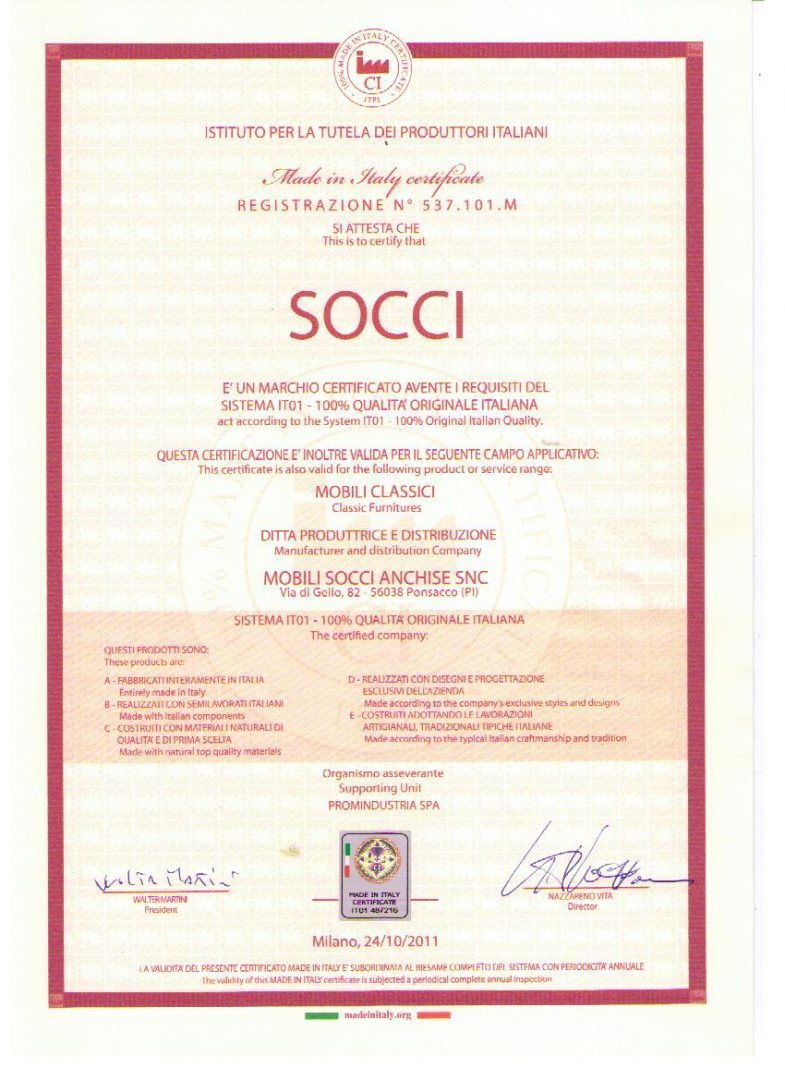 100% MADE IN ITALY CERTIFICATE
CI
ITPI
ISTITUTO PER LA TUTELA DEI PRODUTTORI ITALIANI
Made in Italy certificate
REGISTRAZIONE N° 537.101.M
SI ATTESTA CHE
This is to certify that
SOCCI
E' UN MARCHIO CERTIFICATO AVENTE I REQUISITI DEL
SISTEMA IT01 - 100% QUALITA' ORIGINALE ITALIANA
act according to the System IT01 - 100% Original Italian Quality.
QUESTA CERTIFICAZIONE E' INOLTRE VALIDA PER IL SEGUENTE CAMPO APPLICATIVO:
This certificate is also valid for the following product or service range:
MOBILI CLASSICI
Classic Furnitures
DITTA PRODUTTRICE E DISTRIBUZIONE
Manufacturer and distribution Company
MOBILI SOCCI ANCHISE SNC
Via di Gello, 82 - 56038 Ponsacco (PI)
SISTEMA IT01 - 100% QUALITA' ORIGINALE ITALIANA
The certified company:
QUESTI PRODOTTI SONO:
These products are:
A - FABBRICATI INTERAMENTE IN ITALIA
Entirely made in Italy
B - REALIZZATI CON SEMILAVORATI ITALIANI
Made with Italian components
C - COSTRUITI CON MATERIALI NATURALI DI
QUALITA' E DI PRIMA SCELTA
Made with natural top quality materials
D - REALIZZATI CON DISEGNI E PROGETTAZIONE
ESCLUSIVI DELL'AZIENDA
Made according to the company's exclusive styles and designs
E - COSTRUITI ADOTTANDO LE LAVORAZIONI
ARTIGIANALI, TRADIZIONALI TIPICHE ITALIANE
Made according to the typical Italian craftmanship and tradition
Organismo asseverante
Supporting Unit
PROMINDUSTRIA SPA
Walter Martini
WALTER MARTINI
President
MADE IN ITALY
CERTIFICATE
IT01 487216
NAZZARENO VITA
Director
Milano, 24/10/2011
LA VALIDITA' DEL PRESENTE CERTIFICATO MADE IN ITALY E' SUBORDINATA AL RIESAME COMPLETO DEL SISTEMA CON PERIODICITA' ANNUALE
The validity of this MADE IN ITALY certificate is subjected a periodical complete annual inspection
madeinitaly.org